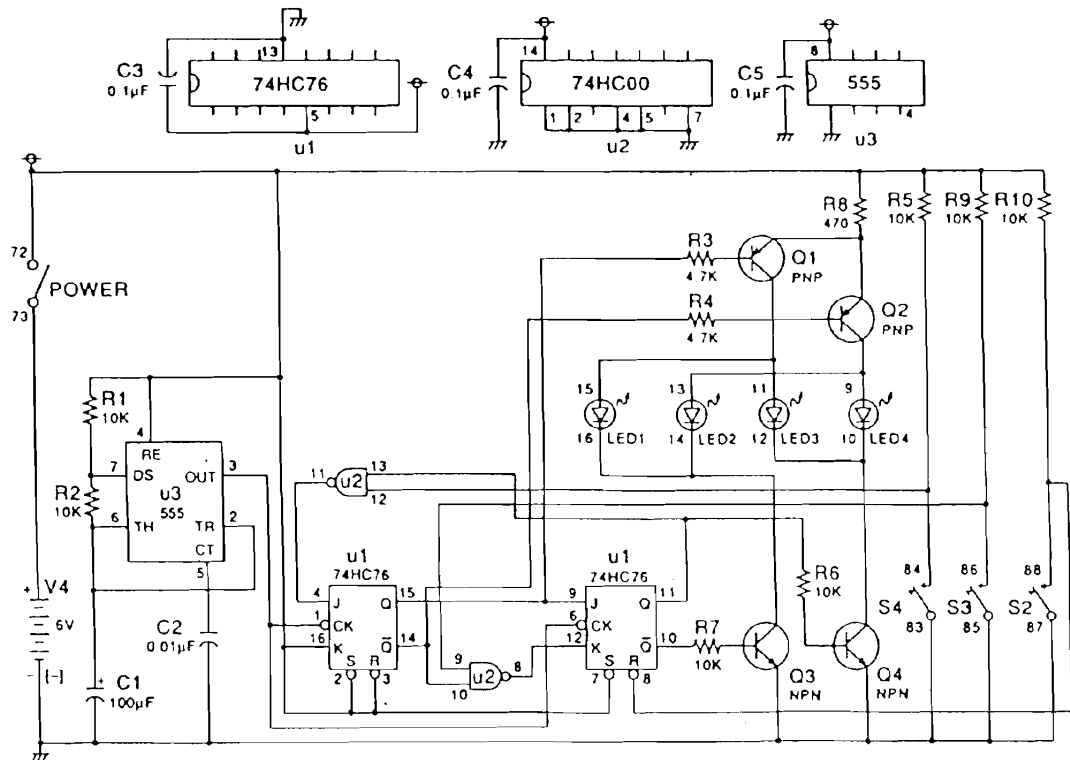 C3
0.1µF
13
74HC76
5
u1
C4
0.1µF
14
74HC00
1 2 4 5 7
u2
C5
0.1µF
8
555
4
u3
72
POWER
73
V4
+
6V
- (-)
R1
10K
R2
10K
4
RE
7 DS OUT 3
u3
555
6 TH TR 2
CT
5
C2
0.01µF
+
C1
100µF
R3
4.7K
R4
4.7K
Q1
PNP
Q2
PNP
R8
470
R5
10K
R9
10K
R10
10K
15
16 LED1
13
14 LED2
11
12 LED3
9
10 LED4
11 u2 13
12
u1
74HC76
4 J Q 15
1 CK
16 K Q̅ 14
S R
2 3
9
10 u2 8
u1
74HC76
9 J Q 11
6 CK
12 K Q̅ 10
S R
7 8
R7
10K
R6
10K
Q3
NPN
Q4
NPN
84
S4
83
86
S3
85
88
S2
87